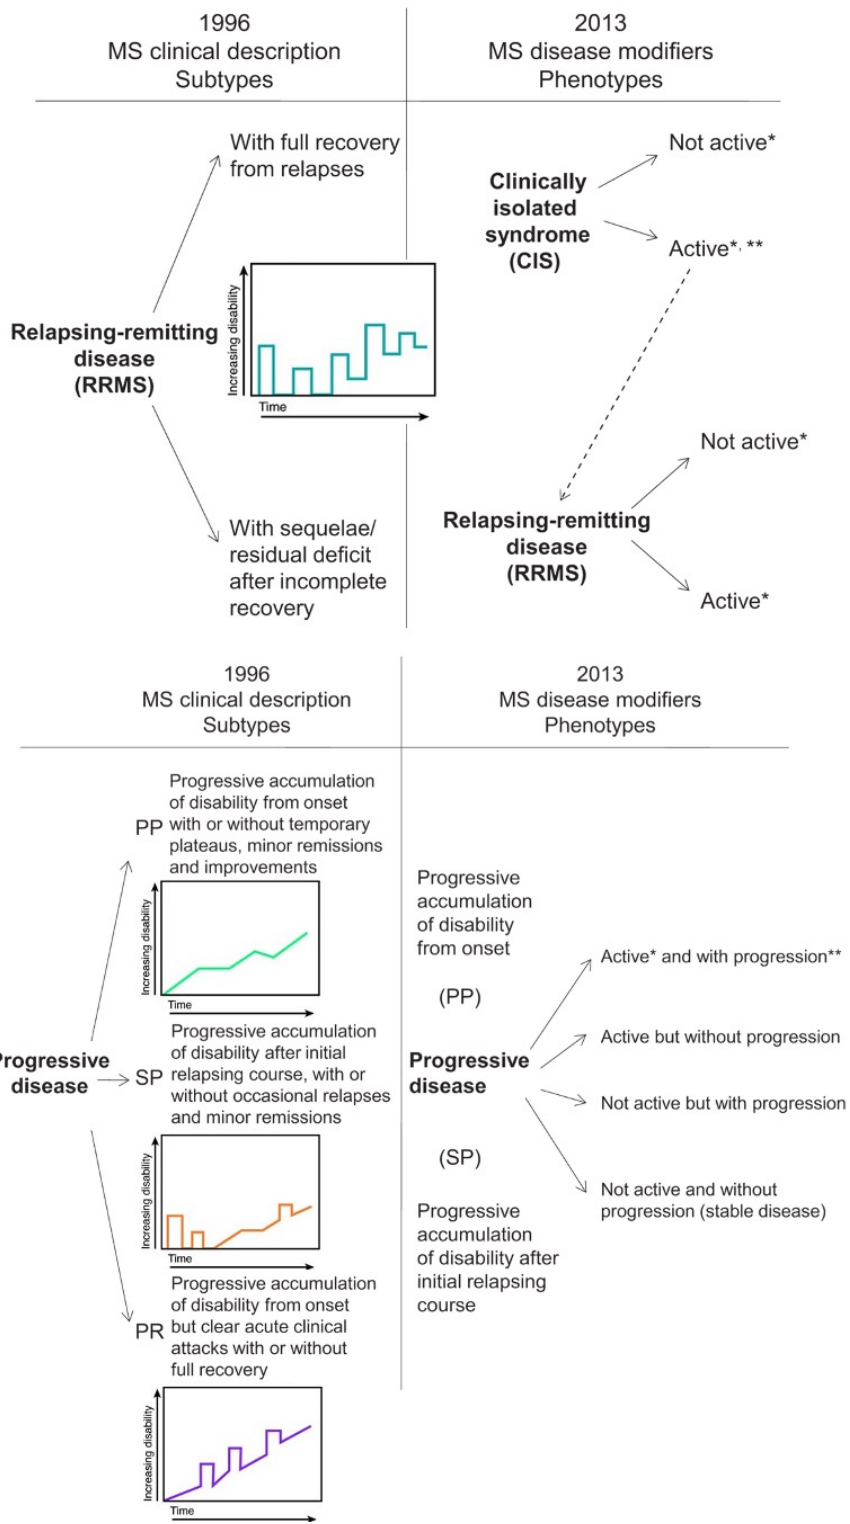 1996
MS clinical description
Subtypes
2013
MS disease modifiers
Phenotypes
With full recovery
from relapses
Relapsing-remitting
disease
(RRMS)
Increasing disability
Time
With sequelae/
residual deficit
after incomplete
recovery
Clinically
isolated
syndrome
(CIS)
Not active*
Active*, **
Relapsing-remitting
disease
(RRMS)
Not active*
Active*
1996
MS clinical description
Subtypes
2013
MS disease modifiers
Phenotypes
Progressive
disease
PP
Progressive accumulation
of disability from onset
with or without temporary
plateaus, minor remissions
and improvements
Increasing disability
Time
SP
Progressive accumulation
of disability after initial
relapsing course, with or
without occasional relapses
and minor remissions
Increasing disability
Time
PR
Progressive accumulation
of disability from onset
but clear acute clinical
attacks with or without
full recovery
Increasing disability
Time
Progressive
accumulation
of disability
from onset
(PP)
Progressive
disease
(SP)
Progressive
accumulation
of disability after
initial relapsing
course
Active* and with progression**
Active but without progression
Not active but with progression
Not active and without
progression (stable disease)